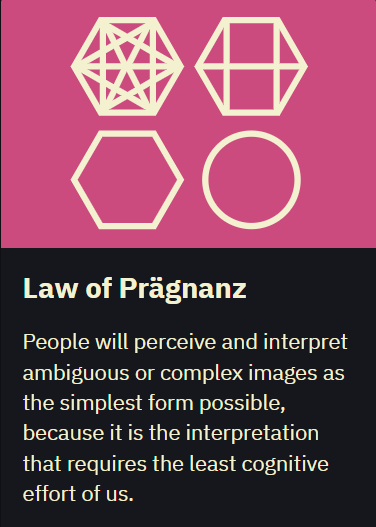 Law of Prägnanz
People will perceive and interpret
ambiguous or complex images as
the simplest form possible,
because it is the interpretation
that requires the least cognitive
effort of us.